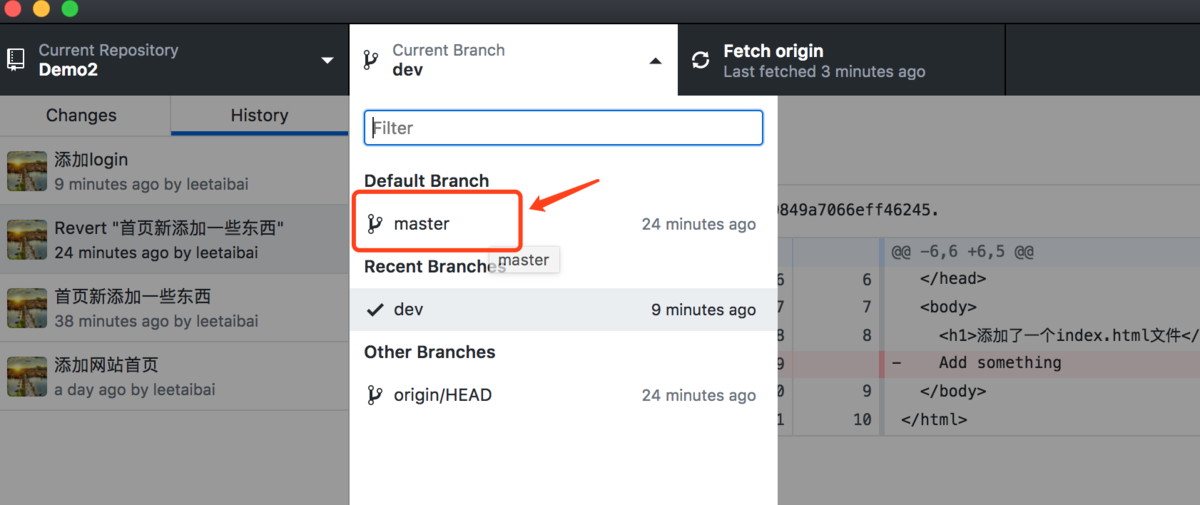 Current Repository
Demo2
Current Branch
dev
Fetch origin
Last fetched 3 minutes ago
Changes
History
添加login
9 minutes ago by leetaibai
Revert "首页新添加一些东西"
24 minutes ago by leetaibai
首页新添加一些东西
38 minutes ago by leetaibai
添加网站首页
a day ago by leetaibai
Filter
Default Branch
master 24 minutes ago
master
Recent Branches
dev 9 minutes ago
Other Branches
origin/HEAD 24 minutes ago
9849a7066eff46245.
@@ -6,6 +6,5 @@
6 6 </head>
7 7 <body>
8 8 <h1>添加了一个index.html文件</
9 - Add something
0 9 </body>
1 10 </html>